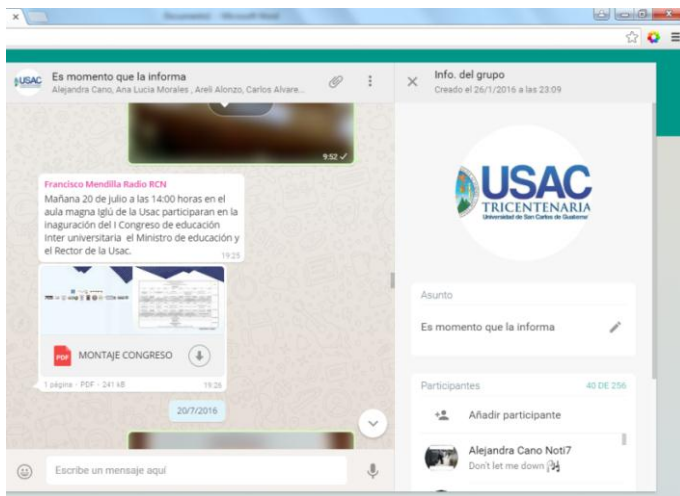 Documento1 - Microsoft Word
USAC
Es momento que la informa
Alejandra Cano, Ana Lucia Morales , Areli Alonzo, Carlos Alvare...
9:52
Francisco Mendilla Radio RCN
Mañana 20 de julio a las 14:00 horas en el
aula magna Iglú de la Usac participaran en la
inaguración del I Congreso de educación
Inter universitaria el Ministro de educación y
el Rector de la Usac.
19:25
PDF
MONTAJE CONGRESO
1 página - PDF - 241 kB
19:26
20/7/2016
Escribe un mensaje aquí
Info. del grupo
Creado el 26/1/2016 a las 23:09
USAC
TRICENTENARIA
Universidad de San Carlos de Guatemala
Asunto
Es momento que la informa
Participantes
40 DE 256
Añadir participante
Alejandra Cano Noti7
Don't let me down